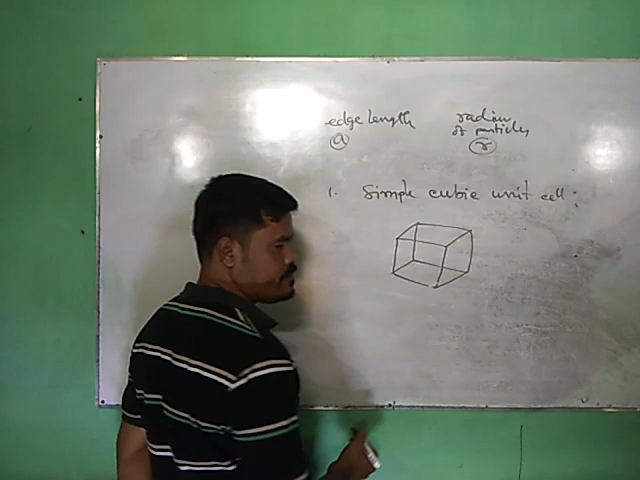 edge length
radius
of particles
a
r
1. Simple cubic unit cell :